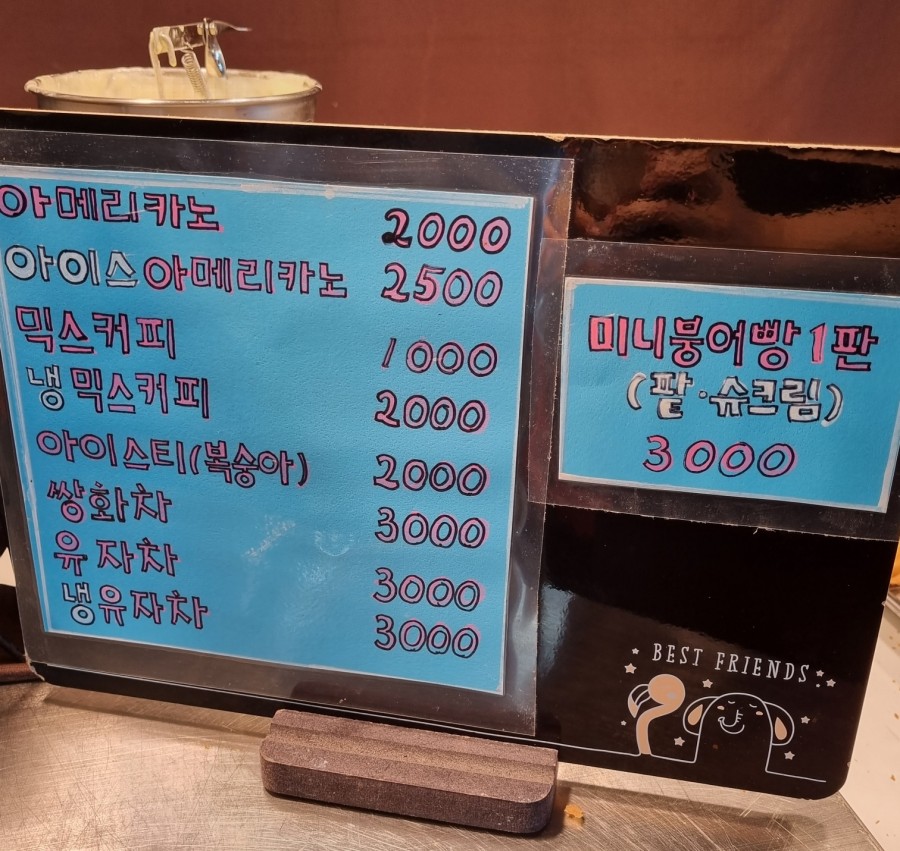 아메리카노 2000
아이스아메리카노 2500
믹스커피 1000
냉믹스커피 2000
아이스티(복숭아) 2000
쌍화차 3000
유자차 3000
냉유자차 3000
미니붕어빵 1판
(팥·슈크림)
3000
BEST FRIENDS